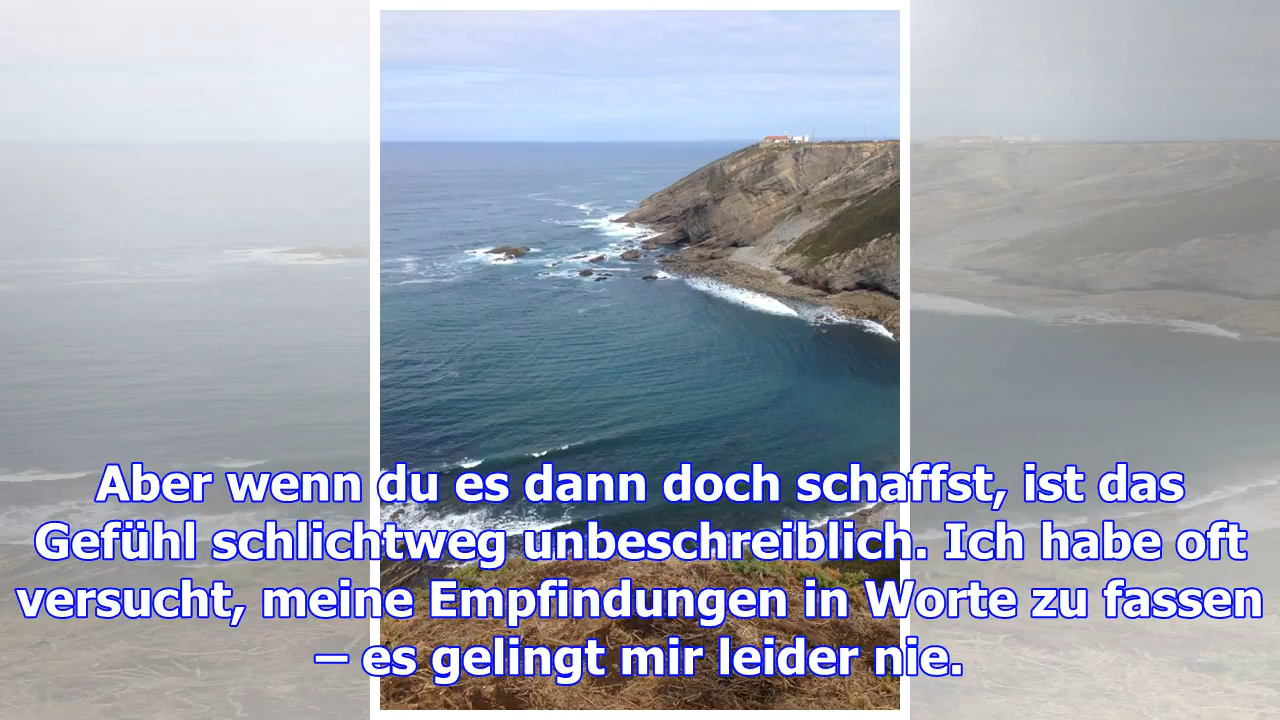 Aber wenn du es dann doch schaffst, ist das
Gefühl schlichtweg unbeschreiblich. Ich habe oft
versucht, meine Empfindungen in Worte zu fassen
– es gelingt mir leider nie.